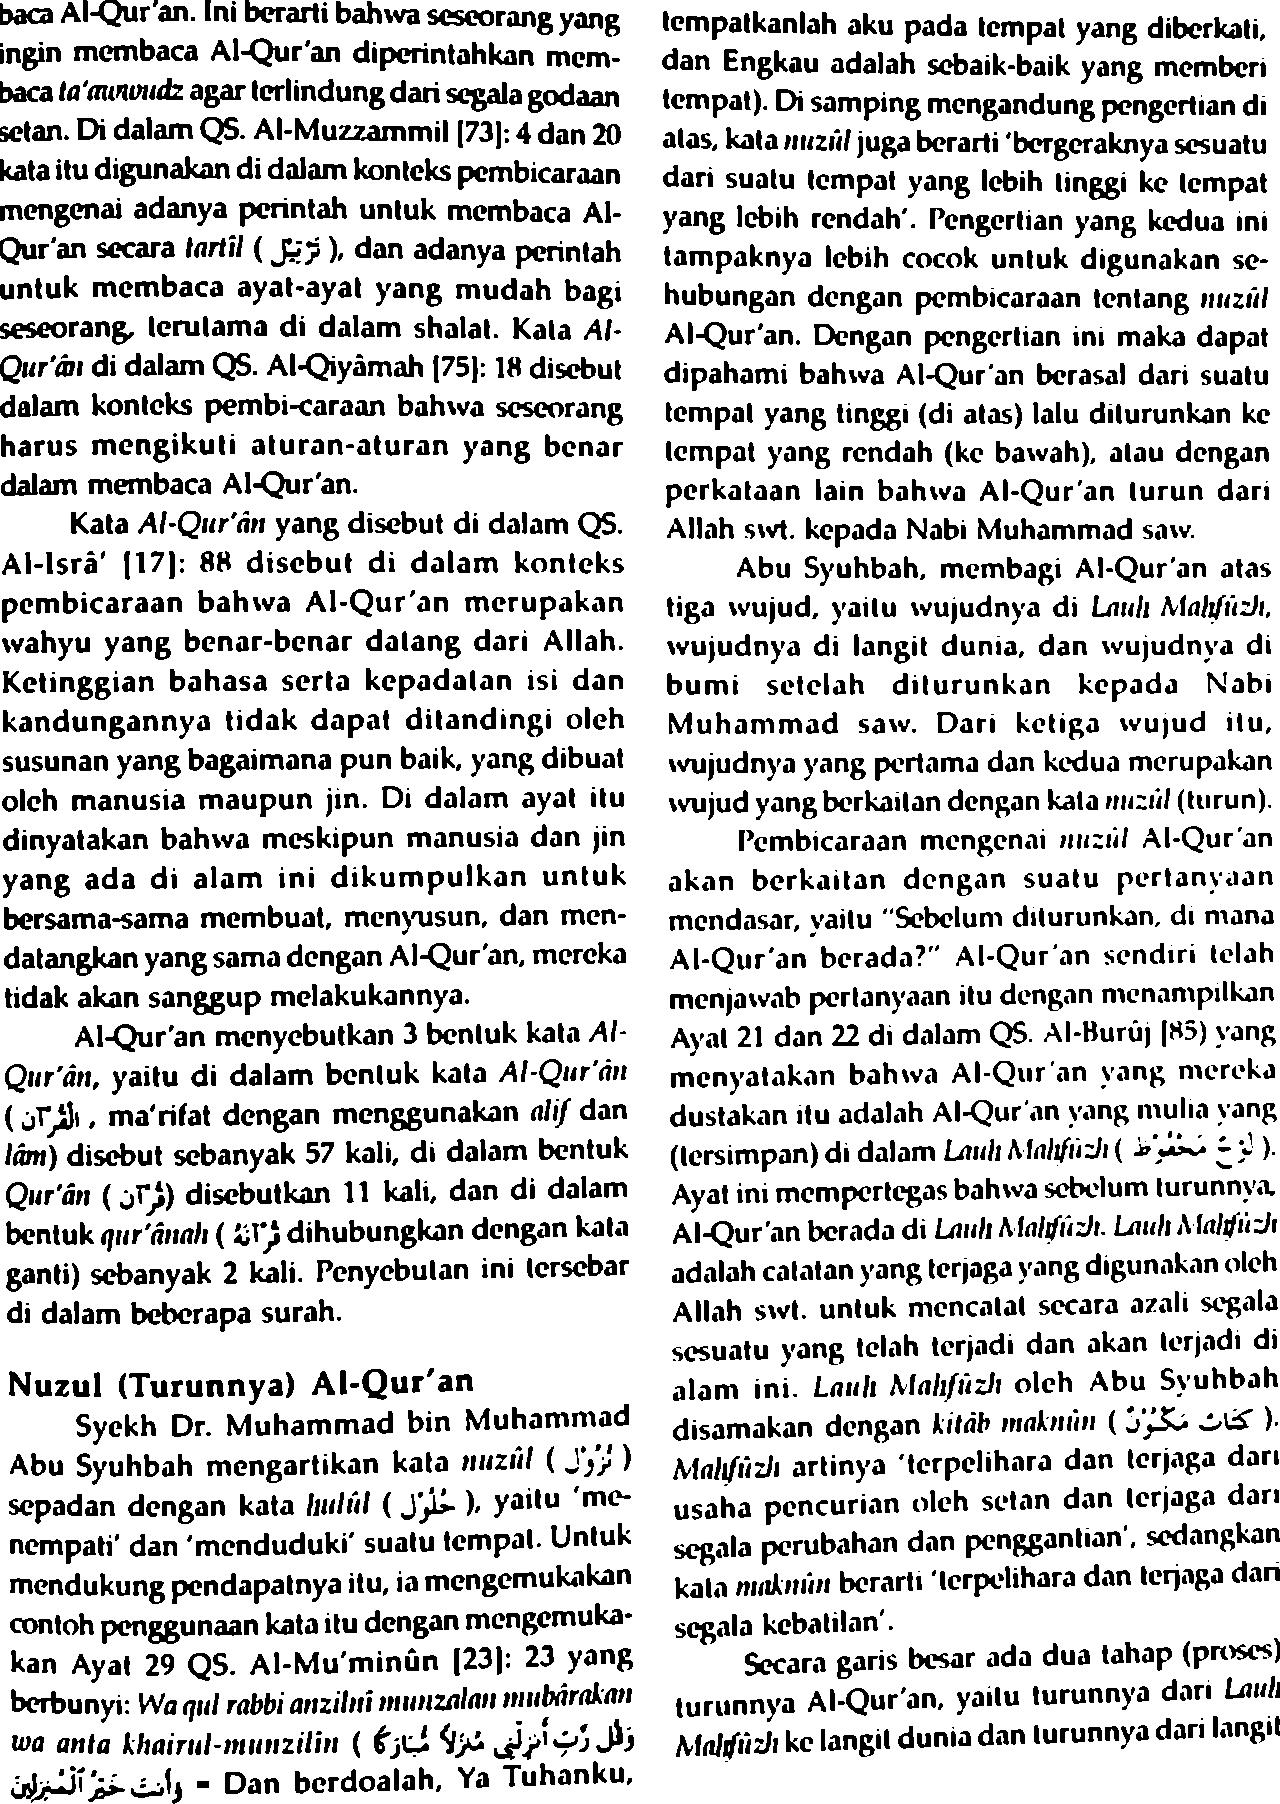 baca Al-Qur'an. Ini berarti bahwa seseorang yang
ingin membaca Al-Qur'an diperintahkan mem-
baca ta'awwudz agar terlindung dari segala godaan
setan. Di dalam QS. Al-Muzzammil [73]: 4 dan 20
kata itu digunakan di dalam konteks pembicaraan
mengenai adanya perintah untuk membaca Al-
Qur'an secara tartîl ( تَرْتِيْل ), dan adanya perintah
untuk membaca ayat-ayat yang mudah bagi
seseorang, terutama di dalam shalat. Kata Al-
Qur'ân di dalam QS. Al-Qiyâmah [75]: 18 disebut
dalam konteks pembi-caraan bahwa seseorang
harus mengikuti aturan-aturan yang benar
dalam membaca Al-Qur'an.
Kata Al-Qur'ân yang disebut di dalam QS.
Al-Isrâ' [17]: 88 disebut di dalam konteks
pembicaraan bahwa Al-Qur'an merupakan
wahyu yang benar-benar datang dari Allah.
Ketinggian bahasa serta kepadatan isi dan
kandungannya tidak dapat ditandingi oleh
susunan yang bagaimana pun baik, yang dibuat
oleh manusia maupun jin. Di dalam ayat itu
dinyatakan bahwa meskipun manusia dan jin
yang ada di alam ini dikumpulkan untuk
bersama-sama membuat, menyusun, dan men-
datangkan yang sama dengan Al-Qur'an, mereka
tidak akan sanggup melakukannya.
Al-Qur'an menyebutkan 3 bentuk kata Al-
Qur'ân, yaitu di dalam bentuk kata Al-Qur'ân
( اَلْقُرْآن , ma'rifat dengan menggunakan alif dan
lâm) disebut sebanyak 57 kali, di dalam bentuk
Qur'ân ( قُرْآن) disebutkan 11 kali, dan di dalam
bentuk qur'ânah ( قُرْآنَهُ dihubungkan dengan kata
ganti) sebanyak 2 kali. Penyebutan ini tersebar
di dalam beberapa surah.
Nuzul (Turunnya) Al-Qur'an
Syekh Dr. Muhammad bin Muhammad
Abu Syuhbah mengartikan kata nuzûl ( نُزُوْل )
sepadan dengan kata hulûl ( حُلُوْل ), yaitu 'me-
nempati' dan 'menduduki' suatu tempat. Untuk
mendukung pendapatnya itu, ia mengemukakan
contoh penggunaan kata itu dengan mengemuka-
kan Ayat 29 QS. Al-Mu'minûn [23]: 23 yang
berbunyi: Wa qul rabbi anzilnî munzalan mubârakan
wa anta khairul-munzilin ( وَقُلْ رَبِّ أَنْزِلْنِي مُنْزَلًا مُبَارَكًا
وَأَنْتَ خَيْرُ الْمُنْزِلِيْنَ = Dan berdoalah, Ya Tuhanku,
tempatkanlah aku pada tempat yang diberkati,
dan Engkau adalah sebaik-baik yang memberi
tempat). Di samping mengandung pengertian di
atas, kata nuzûl juga berarti 'bergeraknya sesuatu
dari suatu tempat yang lebih tinggi ke tempat
yang lebih rendah'. Pengertian yang kedua ini
tampaknya lebih cocok untuk digunakan se-
hubungan dengan pembicaraan tentang nuzûl
Al-Qur'an. Dengan pengertian ini maka dapat
dipahami bahwa Al-Qur'an berasal dari suatu
tempat yang tinggi (di atas) lalu diturunkan ke
tempat yang rendah (ke bawah), atau dengan
perkataan lain bahwa Al-Qur'an turun dari
Allah swt. kepada Nabi Muhammad saw.
Abu Syuhbah, membagi Al-Qur'an atas
tiga wujud, yaitu wujudnya di Lauh Mahfûzh,
wujudnya di langit dunia, dan wujudnya di
bumi setelah diturunkan kepada Nabi
Muhammad saw. Dari ketiga wujud itu,
wujudnya yang pertama dan kedua merupakan
wujud yang berkaitan dengan kata nuzûl (turun).
Pembicaraan mengenai nuzûl Al-Qur'an
akan berkaitan dengan suatu pertanyaan
mendasar, yaitu "Sebelum diturunkan, di mana
Al-Qur'an berada?" Al-Qur'an sendiri telah
menjawab pertanyaan itu dengan menampilkan
Ayat 21 dan 22 di dalam QS. Al-Burûj [85) yang
menyatakan bahwa Al-Qur'an yang mereka
dustakan itu adalah Al-Qur'an yang mulia yang
(tersimpan) di dalam Lauh Mahfûzh ( لَوْحٌ مَحْفُوْظ ).
Ayat ini mempertegas bahwa sebelum turunnya,
Al-Qur'an berada di Lauh Mahfûzh. Lauh Mahfûzh
adalah catatan yang terjaga yang digunakan oleh
Allah swt. untuk mencatat secara azali segala
sesuatu yang telah terjadi dan akan terjadi di
alam ini. Lauh Mahfûzh oleh Abu Syuhbah
disamakan dengan kitâb maknûn ( كِتَابٌ مَكْنُوْنٌ ).
Mahfûzh artinya 'terpelihara dan terjaga dari
usaha pencurian oleh setan dan terjaga dari
segala perubahan dan penggantian', sedangkan
kata maknûn berarti 'terpelihara dan terjaga dari
segala kebatilan'.
Secara garis besar ada dua tahap (proses)
turunnya Al-Qur'an, yaitu turunnya dari Lauh
Mahfûzh ke langit dunia dan turunnya dari langit